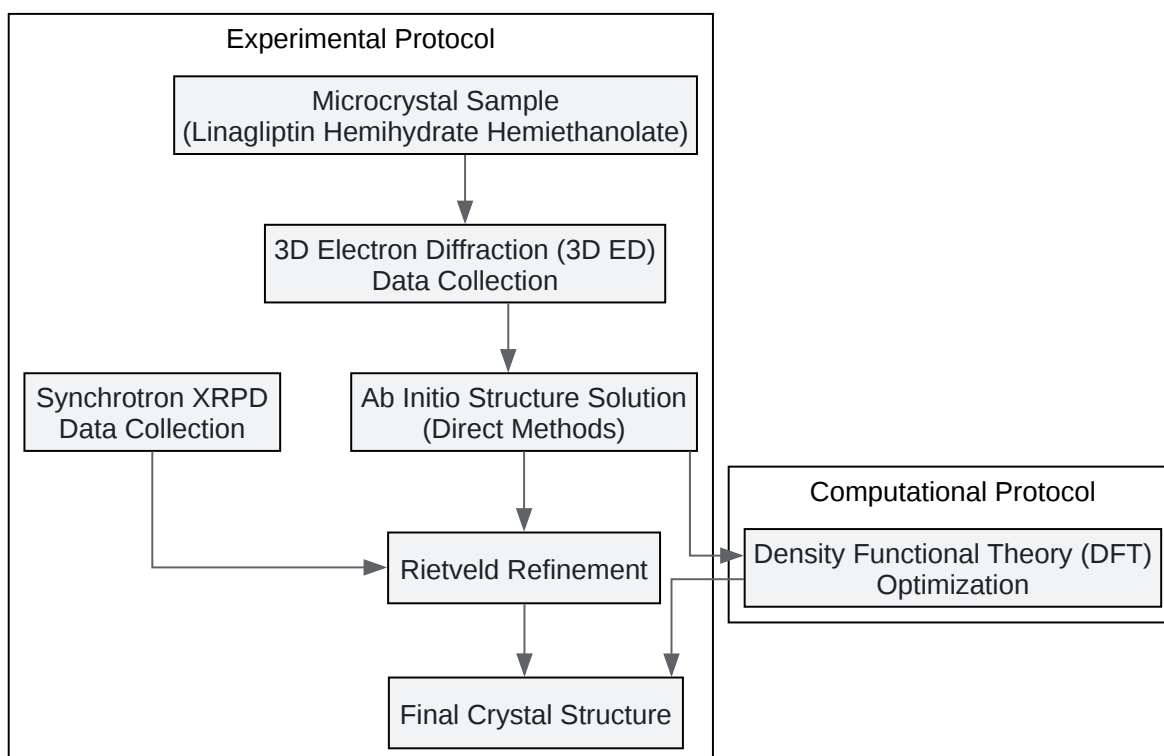 Experimental Protocol
Microcrystal Sample
(Linagliptin Hemihydrate Hemiethanolate)
3D Electron Diffraction (3D ED)
Data Collection
Synchrotron XRPD
Data Collection
Ab Initio Structure Solution
(Direct Methods)
Computational Protocol
Density Functional Theory (DFT)
Optimization
Rietveld Refinement
Final Crystal Structure